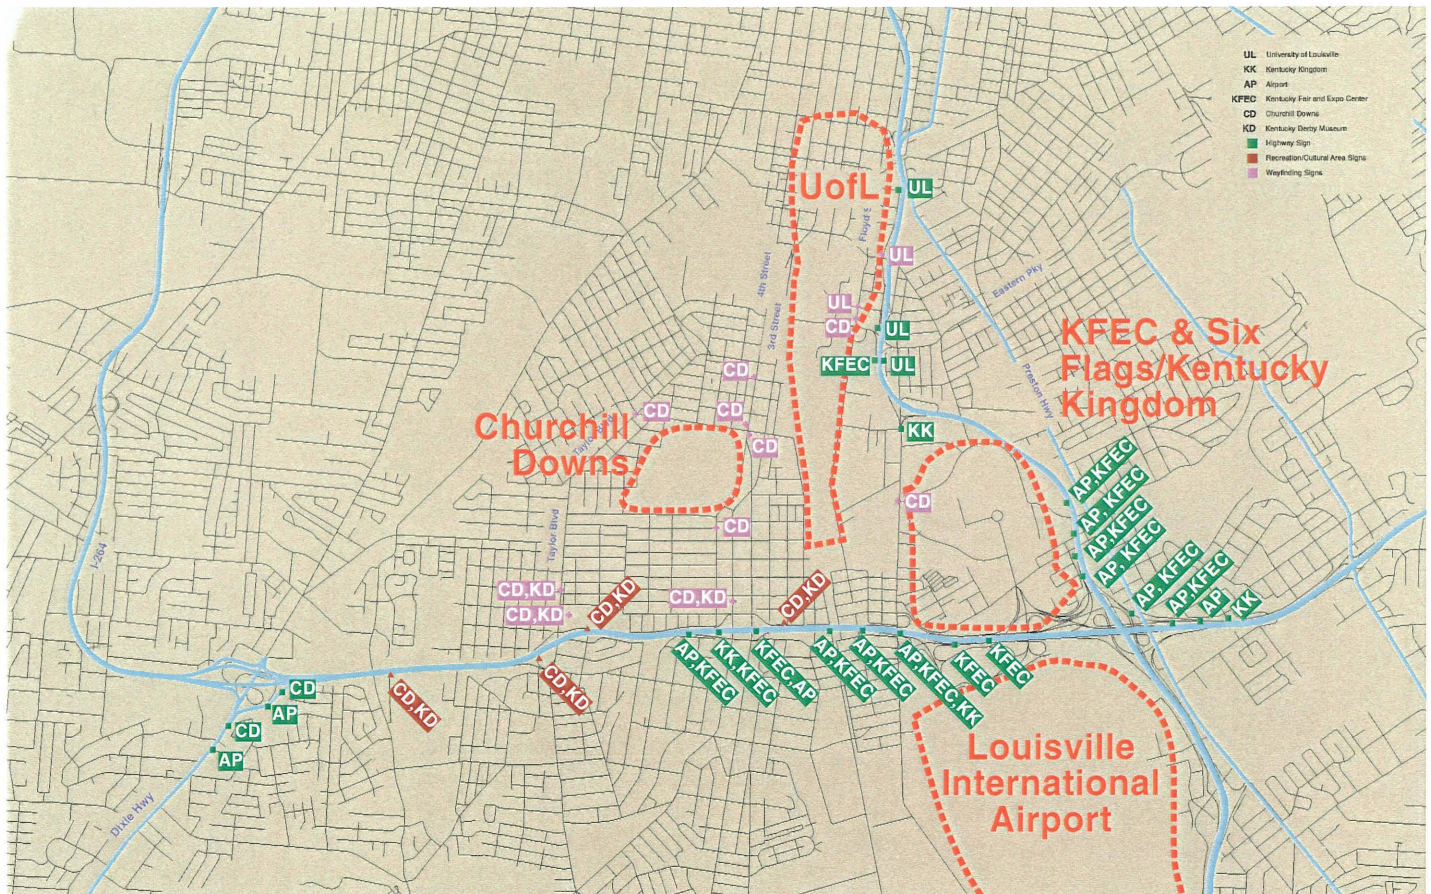 UL University of Louisville
KK Kentucky Kingdom
AP Airport
KFEC Kentucky Fair and Expo Center
CD Churchill Downs
KD Kentucky Derby Museum
Highway Sign
Recreation/Cultural Area Signs
Wayfinding Signs
UofL
UL
Floyd S
UL
4th Street
Eastern Pky
UL
CD
3rd Street
UL
KFEC
UL
KFEC & Six
Flags/Kentucky
Kingdom
CD
Preston Hwy
CD
CD
Churchill
Downs
Taylor
KK
CD
AP,KFEC
AP, KFEC
AP,KFEC
AP, KFEC
CD
CD
Taylor Blvd
I-264
AP, KFEC
AP,KFEC
AP
KK
CD,KD
CD,KD
CD,KD
CD,KD
CD,KD
AP,KFEC
KK,KFEC
KFEC,AP
AP,KFEC
AP,KFEC
AP,KFEC,KK
KFEC
KFEC
CD,KD
CD,KD
CD
AP
CD
AP
Louisville
International
Airport
Dixie Hwy